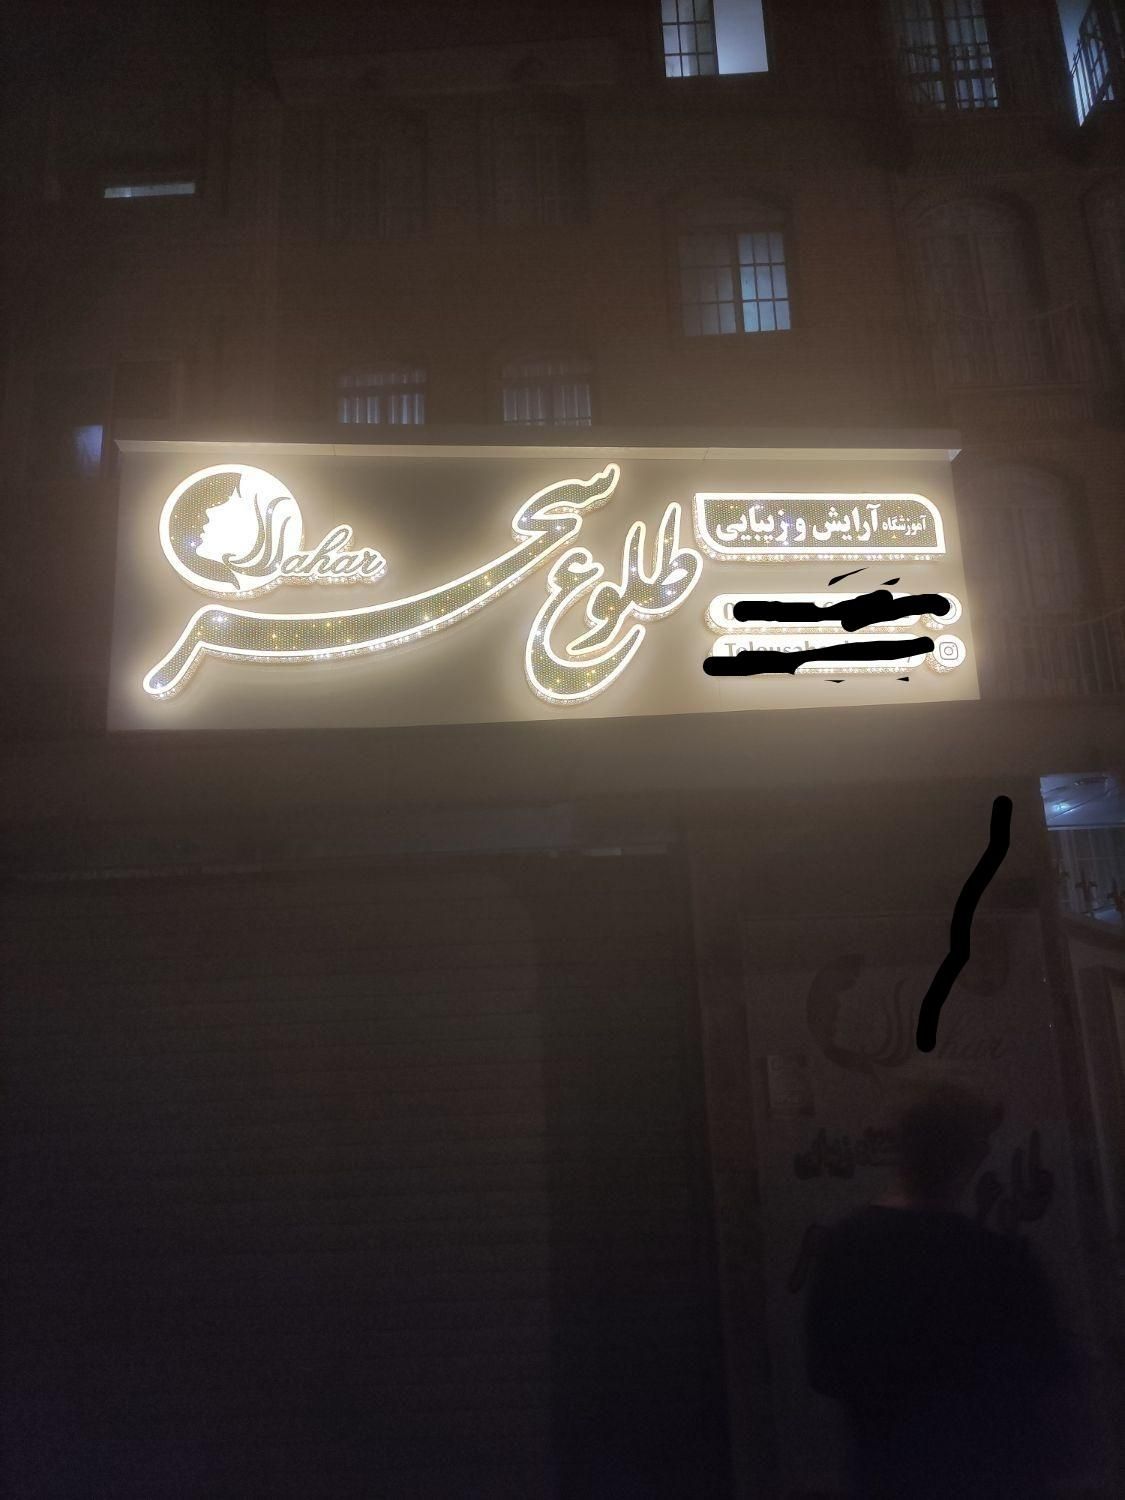 آموزشگاه آرایش و زیبایی
طلوع سحر
Sahar